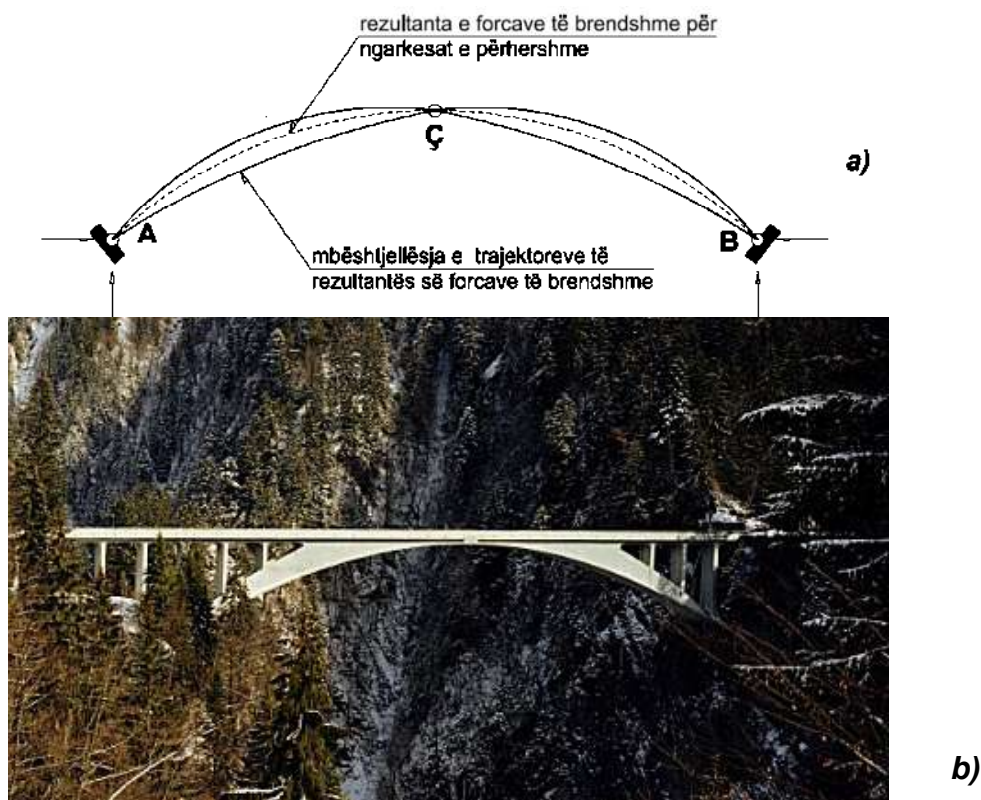 rezultanta e forcave të brendshme për
ngarkesat e përhershme
Ç
a)
A
B
mbështjellësja e trajektoreve të
rezultantës së forcave të brendshme
b)